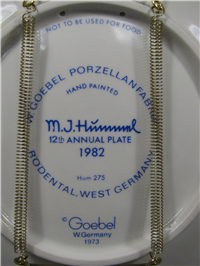 NOT TO BE USED FOR FOOD
W. GOEBEL PORZELLANFABRIK
HAND PAINTED
M.J.Hümmel
12th ANNUAL PLATE
1982
Hum 275
RODENTAL, WEST GERMANY
© Goebel
W.Germany
1973